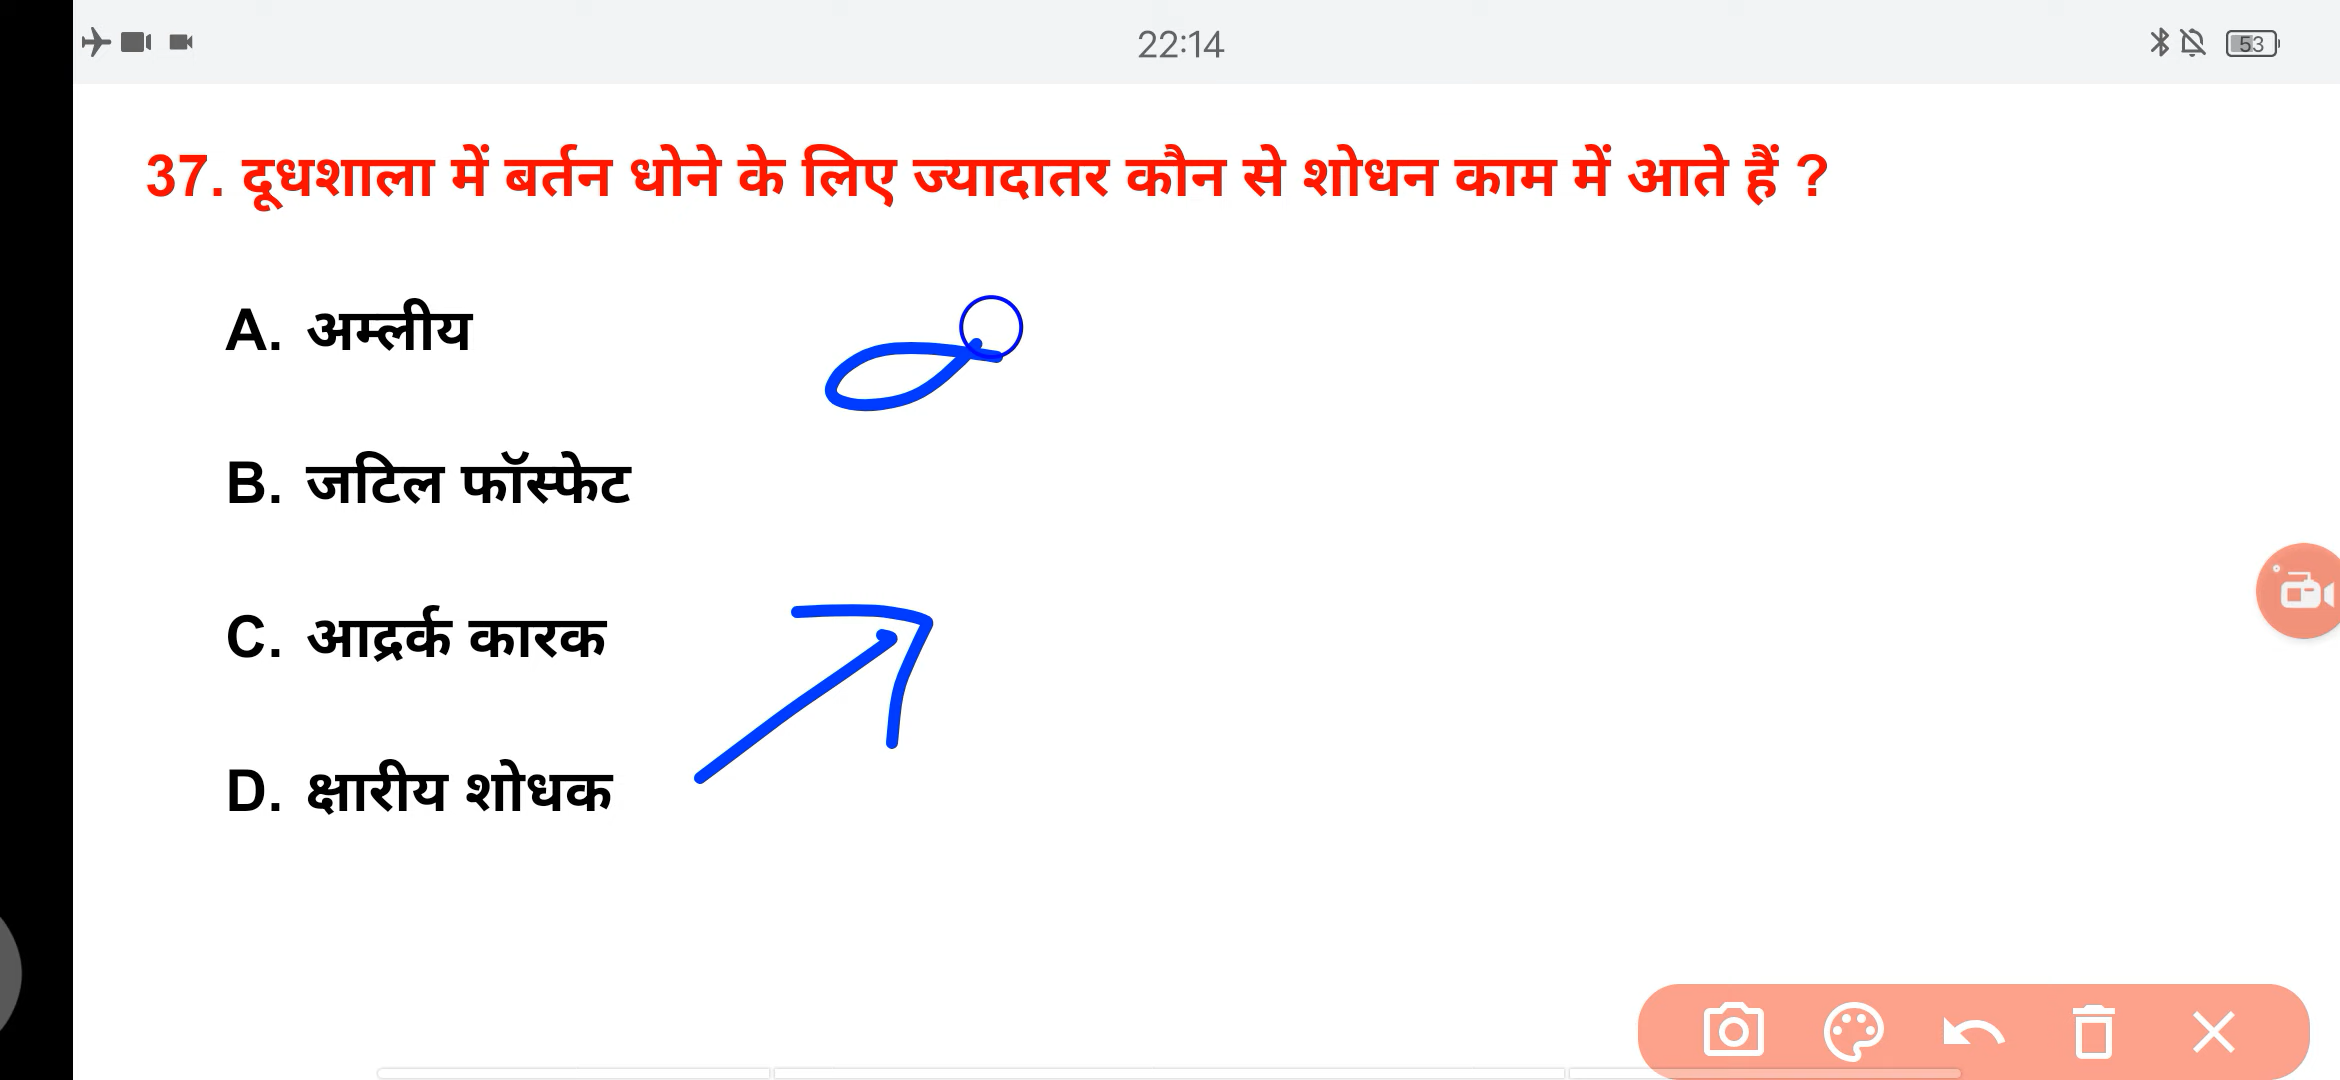 22:14
53
37. दूधशाला में बर्तन धोने के लिए ज्यादातर कौन से शोधन काम में आते हैं ?
A. अम्लीय
B. जटिल फॉस्फेट
C. आद्रर्क कारक
D. क्षारीय शोधक